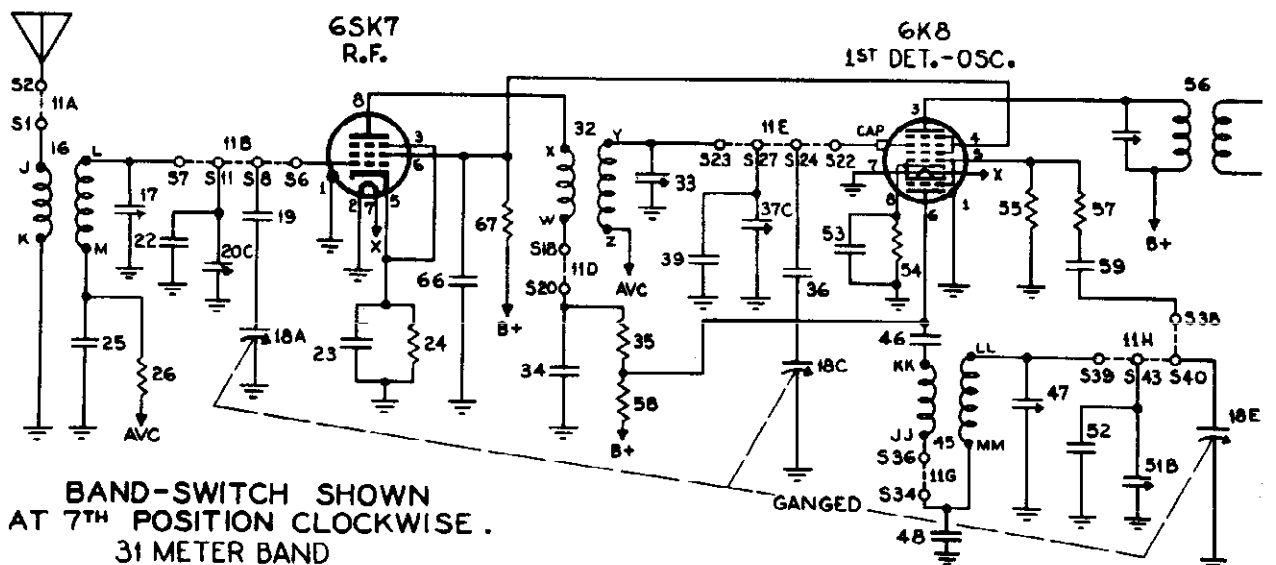 6SK7
R.F.
6K8
1ST DET.-OSC.
S2
11A
S1
16
J
K
L
M
17
22
25
26
AVC
S7
11B
S11
S8
S6
20C
19
18A
8
3
6
1
2
7
5
X
23
24
66
67
B+
32
X
W
Y
Z
AVC
S18
11D
S20
34
35
58
B+
33
S23
11E
S27
S24
S22
39
37C
36
18C
CAP
3
4
5
7
8
6
1
X
53
54
55
57
59
56
B+
46
KK
JJ
45
LL
MM
S36
11G
S34
48
47
S38
11H
S39
S43
S40
52
51B
18E
GANGED
BAND-SWITCH SHOWN
AT 7TH POSITION CLOCKWISE.
31 METER BAND